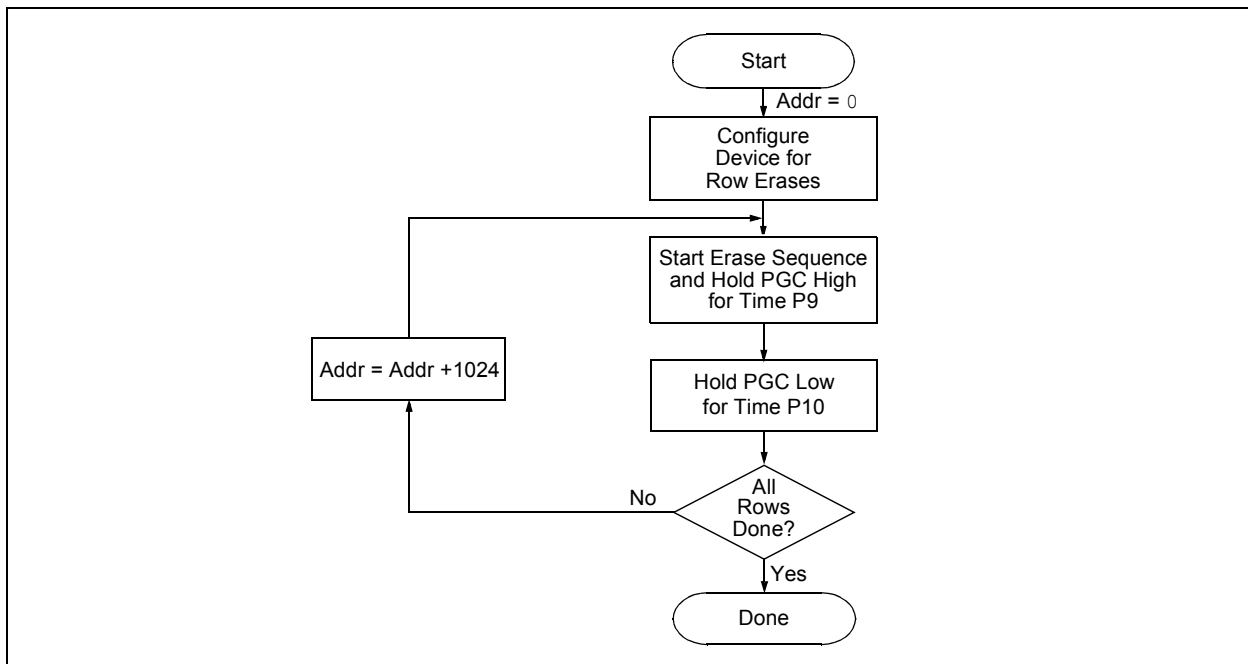 Start
Addr = 0
Configure
Device for
Row Erases
Start Erase Sequence
and Hold PGC High
for Time P9
Addr = Addr +1024
Hold PGC Low
for Time P10
No
All
Rows
Done?
Yes
Done